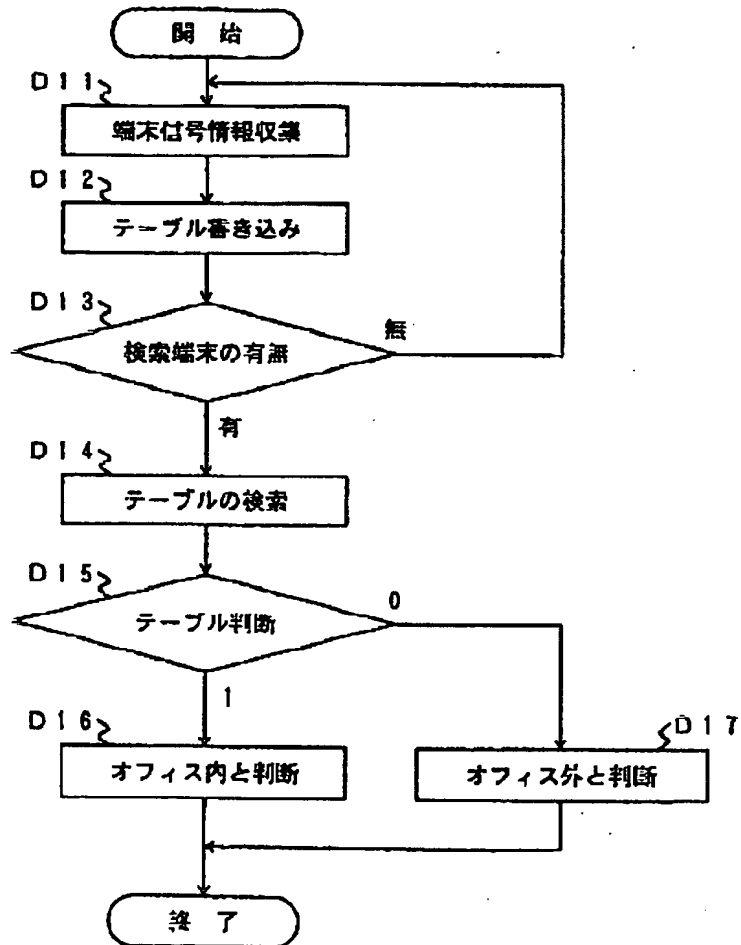 開 始
D11
端末信号情報収集
D12
テーブル書き込み
D13
検索端末の有無
無
有
D14
テーブルの検索
D15
テーブル判断
0
1
D16
オフィス内と判断
D17
オフィス外と判断
終 了